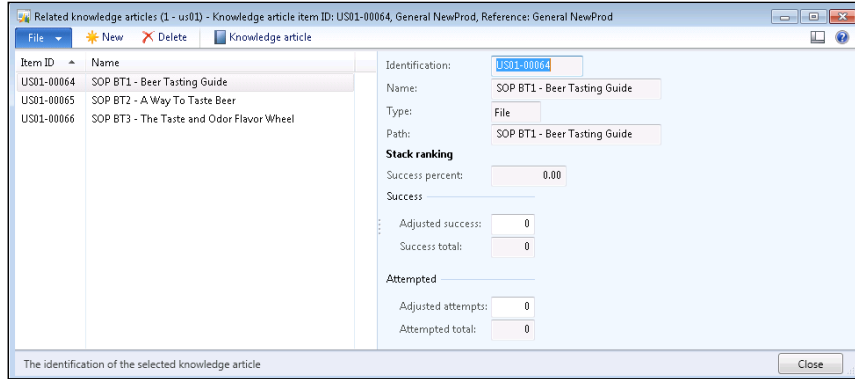 Related knowledge articles (1 - us01) - Knowledge article item ID: US01-00064, General NewProd, Reference: General NewProd
File New Delete Knowledge article
Item ID Name
US01-00064 SOP BT1 - Beer Tasting Guide
US01-00065 SOP BT2 - A Way To Taste Beer
US01-00066 SOP BT3 - The Taste and Odor Flavor Wheel
Identification: US01-00064
Name: SOP BT1 - Beer Tasting Guide
Type: File
Path: SOP BT1 - Beer Tasting Guide
Stack ranking
Success percent: 0.00
Success
Adjusted success: 0
Success total: 0
Attempted
Adjusted attempts: 0
Attempted total: 0
The identification of the selected knowledge article
Close